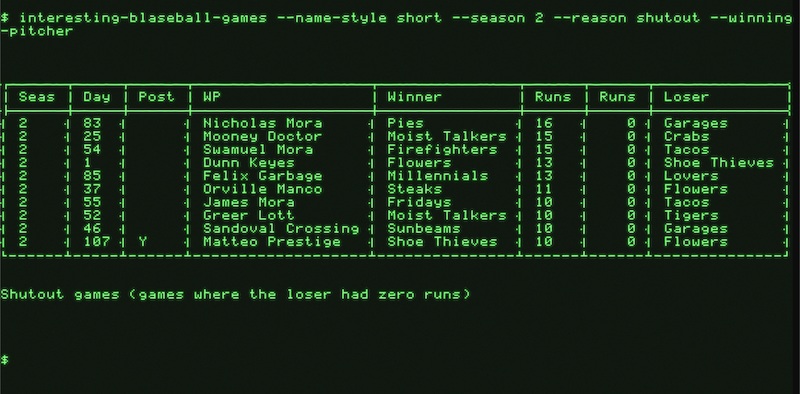 $ interesting-blaseball-games --name-style short --season 2 --reason shutout --winning
-pitcher
Seas Day Post WP Winner Runs Runs Loser
2 83 Nicholas Mora Pies 16 0 Garages
2 25 Mooney Doctor Moist Talkers 15 0 Crabs
2 54 Swamuel Mora Firefighters 15 0 Tacos
2 1 Dunn Keyes Flowers 13 0 Shoe Thieves
2 85 Felix Garbage Millennials 13 0 Lovers
2 37 Orville Manco Steaks 11 0 Flowers
2 55 James Mora Fridays 10 0 Tacos
2 52 Greer Lott Moist Talkers 10 0 Tigers
2 46 Sandoval Crossing Sunbeams 10 0 Garages
2 107 Y Matteo Prestige Shoe Thieves 10 0 Flowers
Shutout games (games where the loser had zero runs)
$